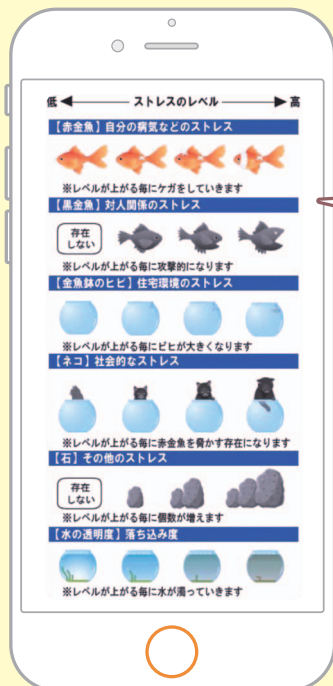 低 ストレスのレベル 高
【赤金魚】自分の病気などのストレス
※レベルが上がる毎にケガをしていきます
【黒金魚】対人関係のストレス
存在
しない
※レベルが上がる毎に攻撃的になります
【金魚鉢のヒビ】住宅環境のストレス
※レベルが上がる毎にヒビが大きくなります
【ネコ】社会的なストレス
※レベルが上がる毎に赤金魚を脅かす存在になります
【石】その他のストレス
存在
しない
※レベルが上がる毎に個数が増えます
【水の透明度】落ち込み度
※レベルが上がる毎に水が濁っていきます